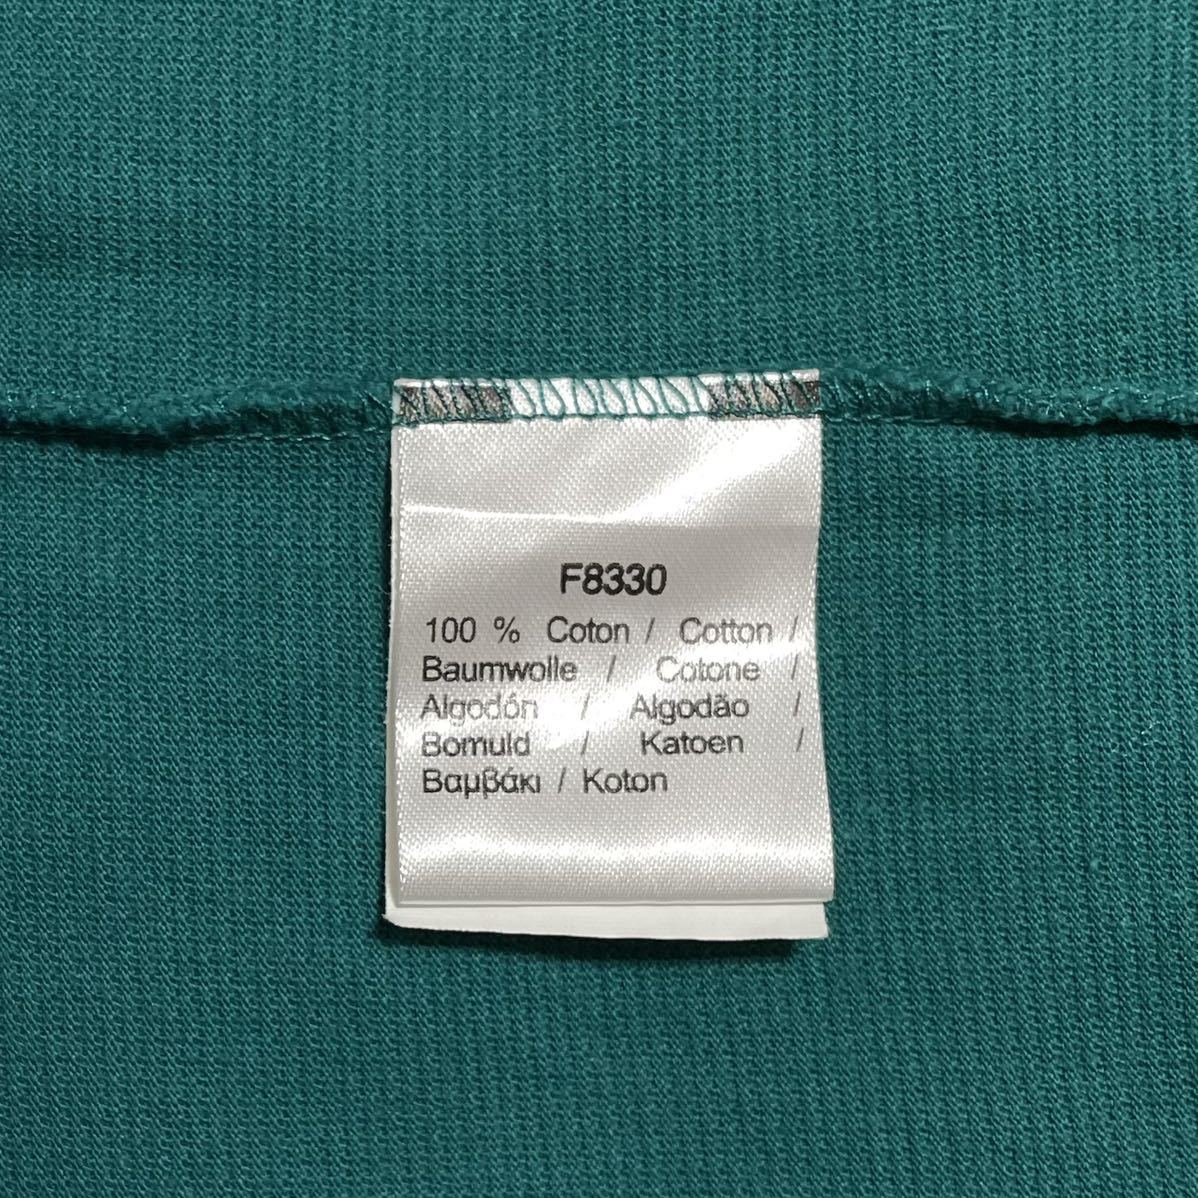 F8330
100 % Coton / Cotton /
Baumwolle / Cotone /
Algodón / Algodão /
Bomuld / Katoen /
Βαμβάκι / Koton